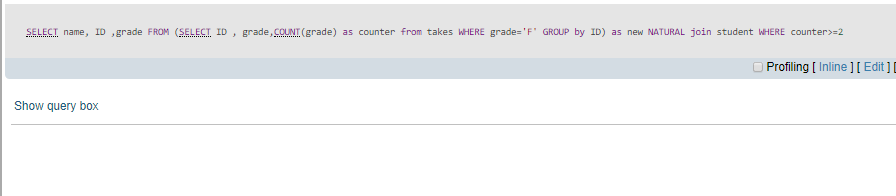 SELECT name, ID ,grade FROM (SELECT ID , grade,COUNT(grade) as counter from takes WHERE grade='F' GROUP by ID) as new NATURAL join student WHERE counter>=2
Profiling [ Inline ] [ Edit ] [
Show query box